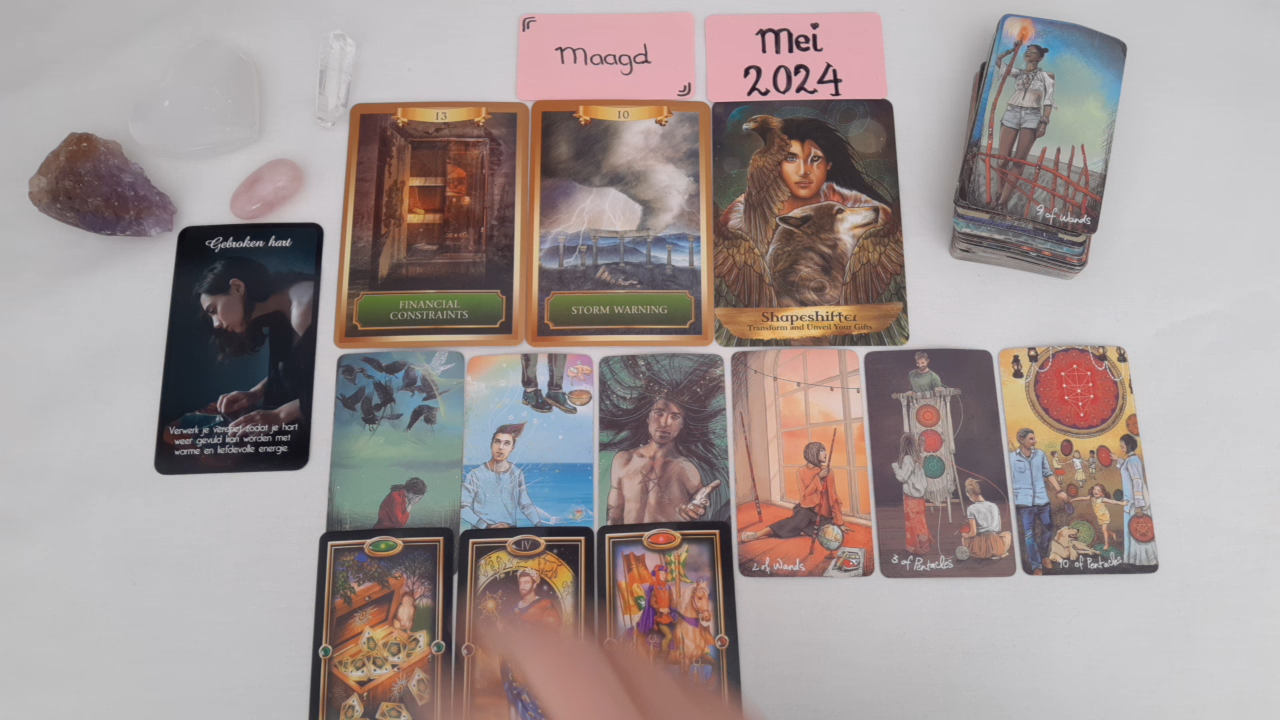 Maagd
Mei
2024
13
FINANCIAL
CONSTRAINTS
10
STORM WARNING
Shapeshifter
Transform and Unveil Your Gifts
9 of Wands
Gebroken hart
Verwerk je verdriet zodat je hart
weer gevuld kan worden met
warme en liefdevolle energie.
2 of Wands
3 of Pentacles
10 of Pentacles
IV